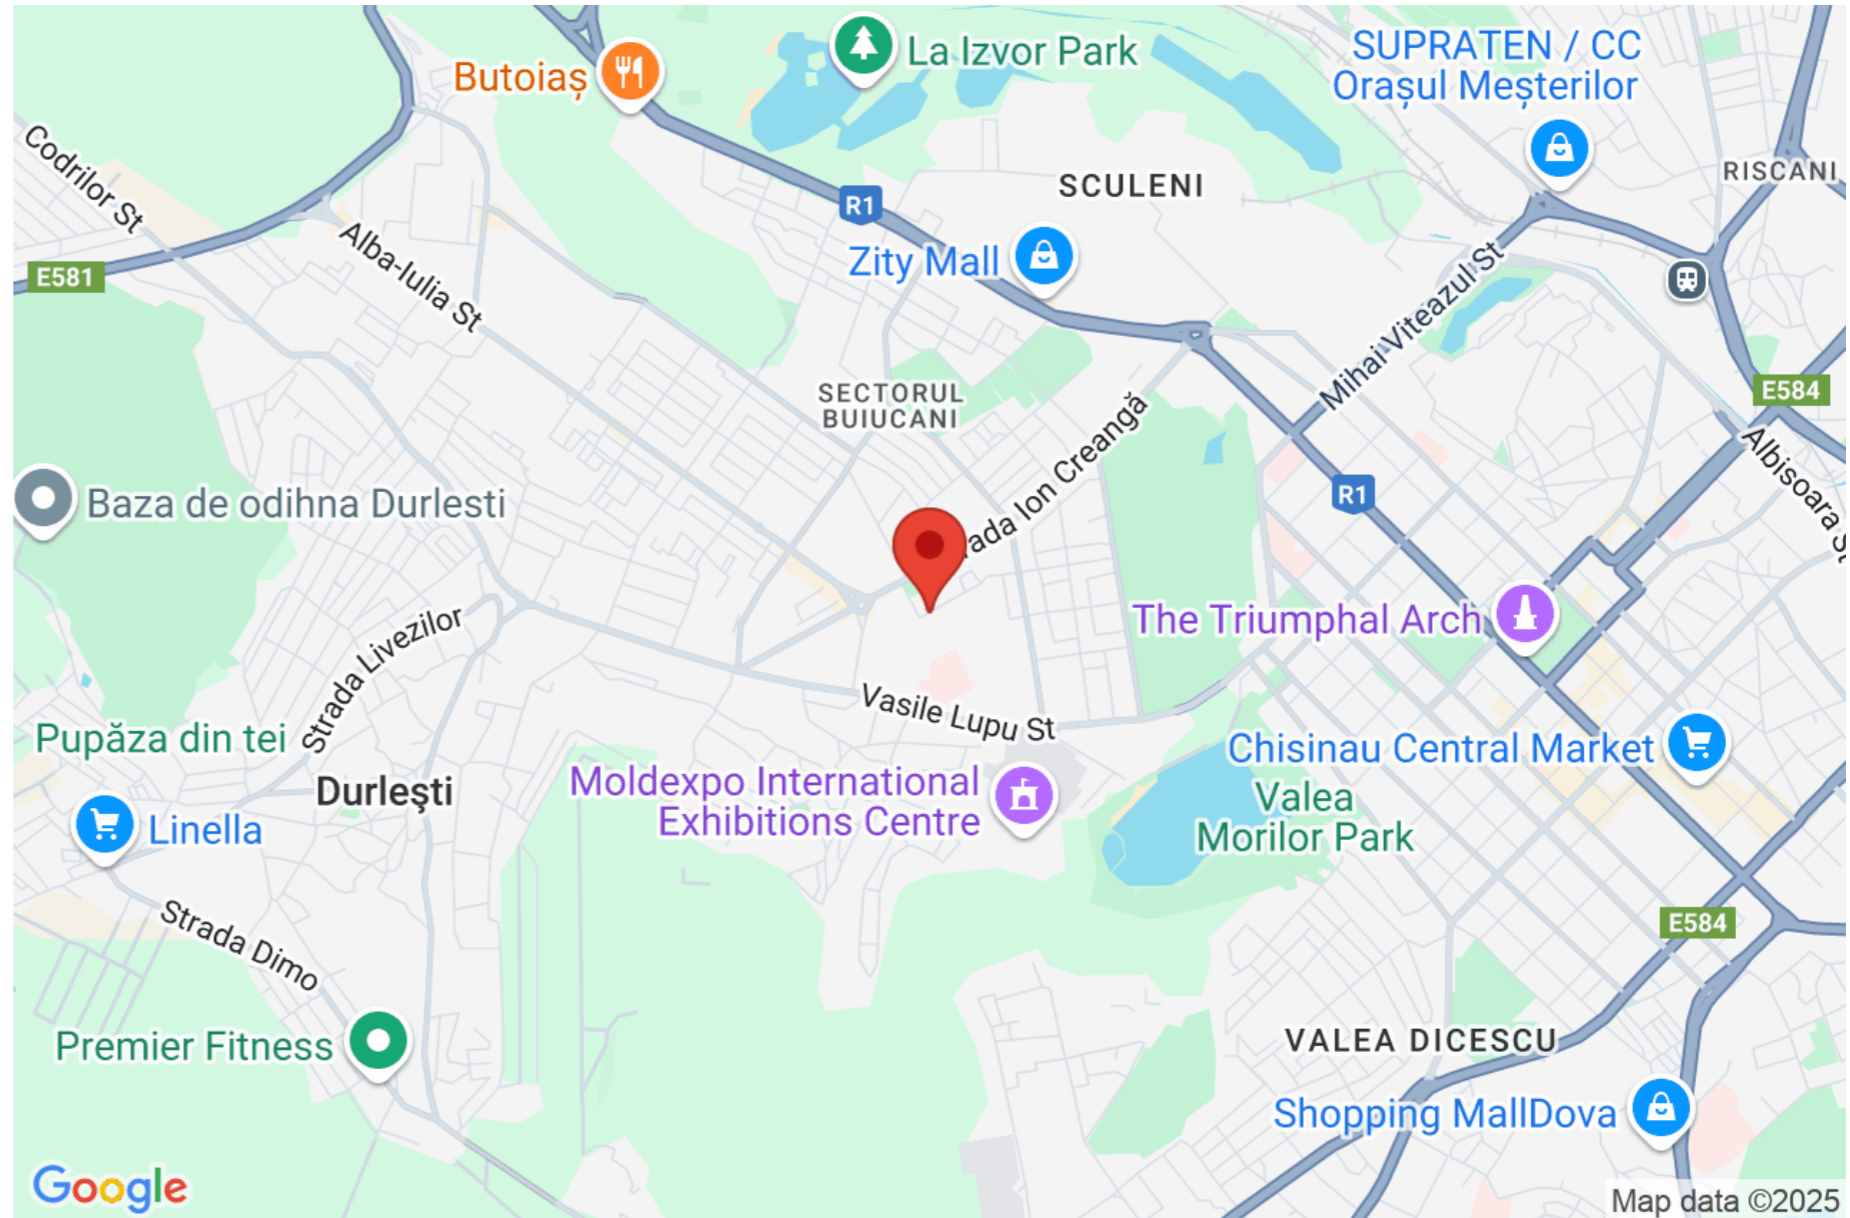 La Izvor Park
SUPRATEN / CC
Orașul Meșterilor
Butoiaș
Codrilor St
SCULENI
RISCANI
R1
Zity Mall
E581
Alba-Iulia St
Mihai Viteazul St
SECTORUL
BUIUCANI
E584
Albisoara St
Baza de odihna Durlesti
rada Ion Creangă
R1
Strada Livezilor
The Triumphal Arch
Vasile Lupu St
Pupăza din tei
Chisinau Central Market
Durleşti
Moldexpo International
Exhibitions Centre
Valea
Morilor Park
Linella
Strada Dimo
E584
Premier Fitness
VALEA DICESCU
Shopping MallDova
Google
Map data ©2025